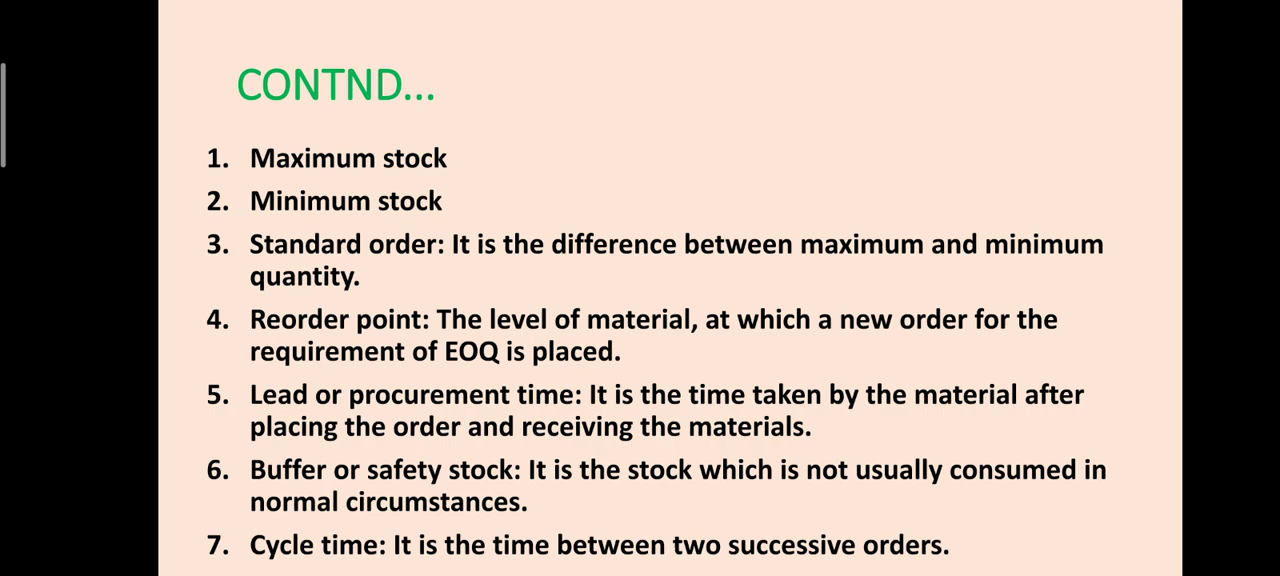 CONTND...
1. Maximum stock
2. Minimum stock
3. Standard order: It is the difference between maximum and minimum
quantity.
4. Reorder point: The level of material, at which a new order for the
requirement of EOQ is placed.
5. Lead or procurement time: It is the time taken by the material after
placing the order and receiving the materials.
6. Buffer or safety stock: It is the stock which is not usually consumed in
normal circumstances.
7. Cycle time: It is the time between two successive orders.